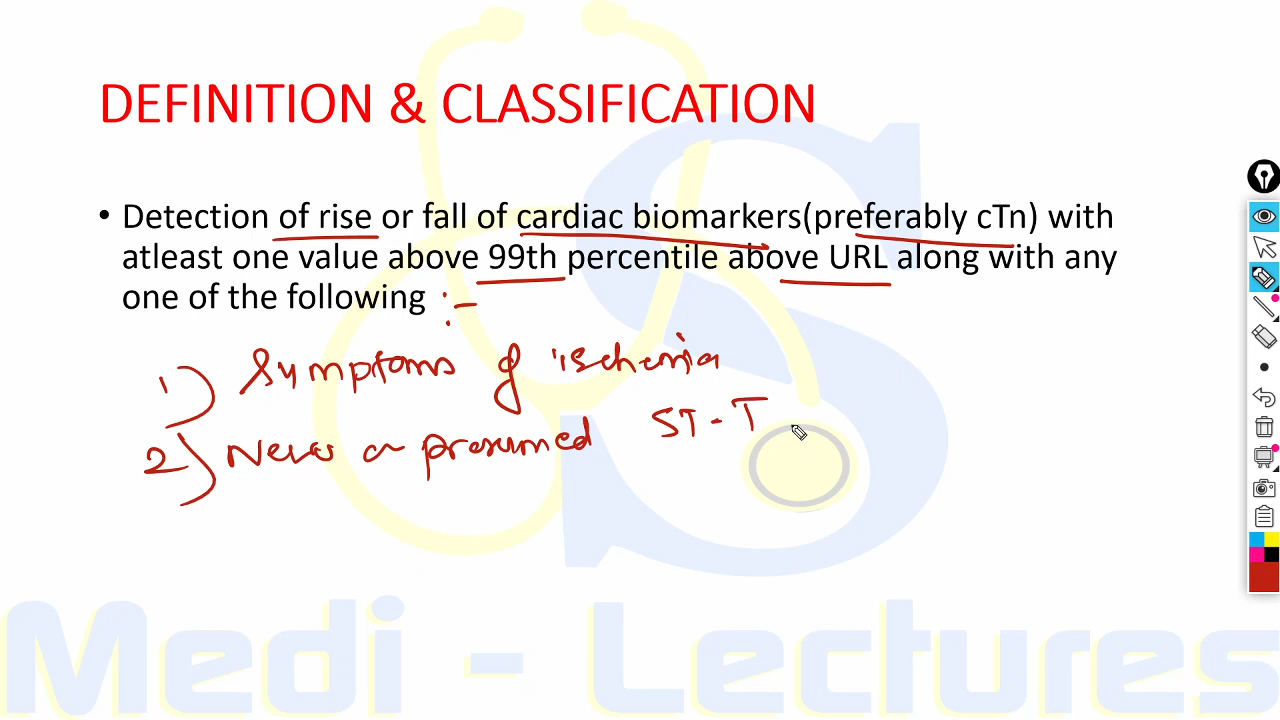 DEFINITION & CLASSIFICATION
• Detection of rise or fall of cardiac biomarkers(preferably cTn) with
atleast one value above 99th percentile above URL along with any
one of the following :-
1) Symptoms of ischemia
2) New or presumed ST-T
Medi - Lectures